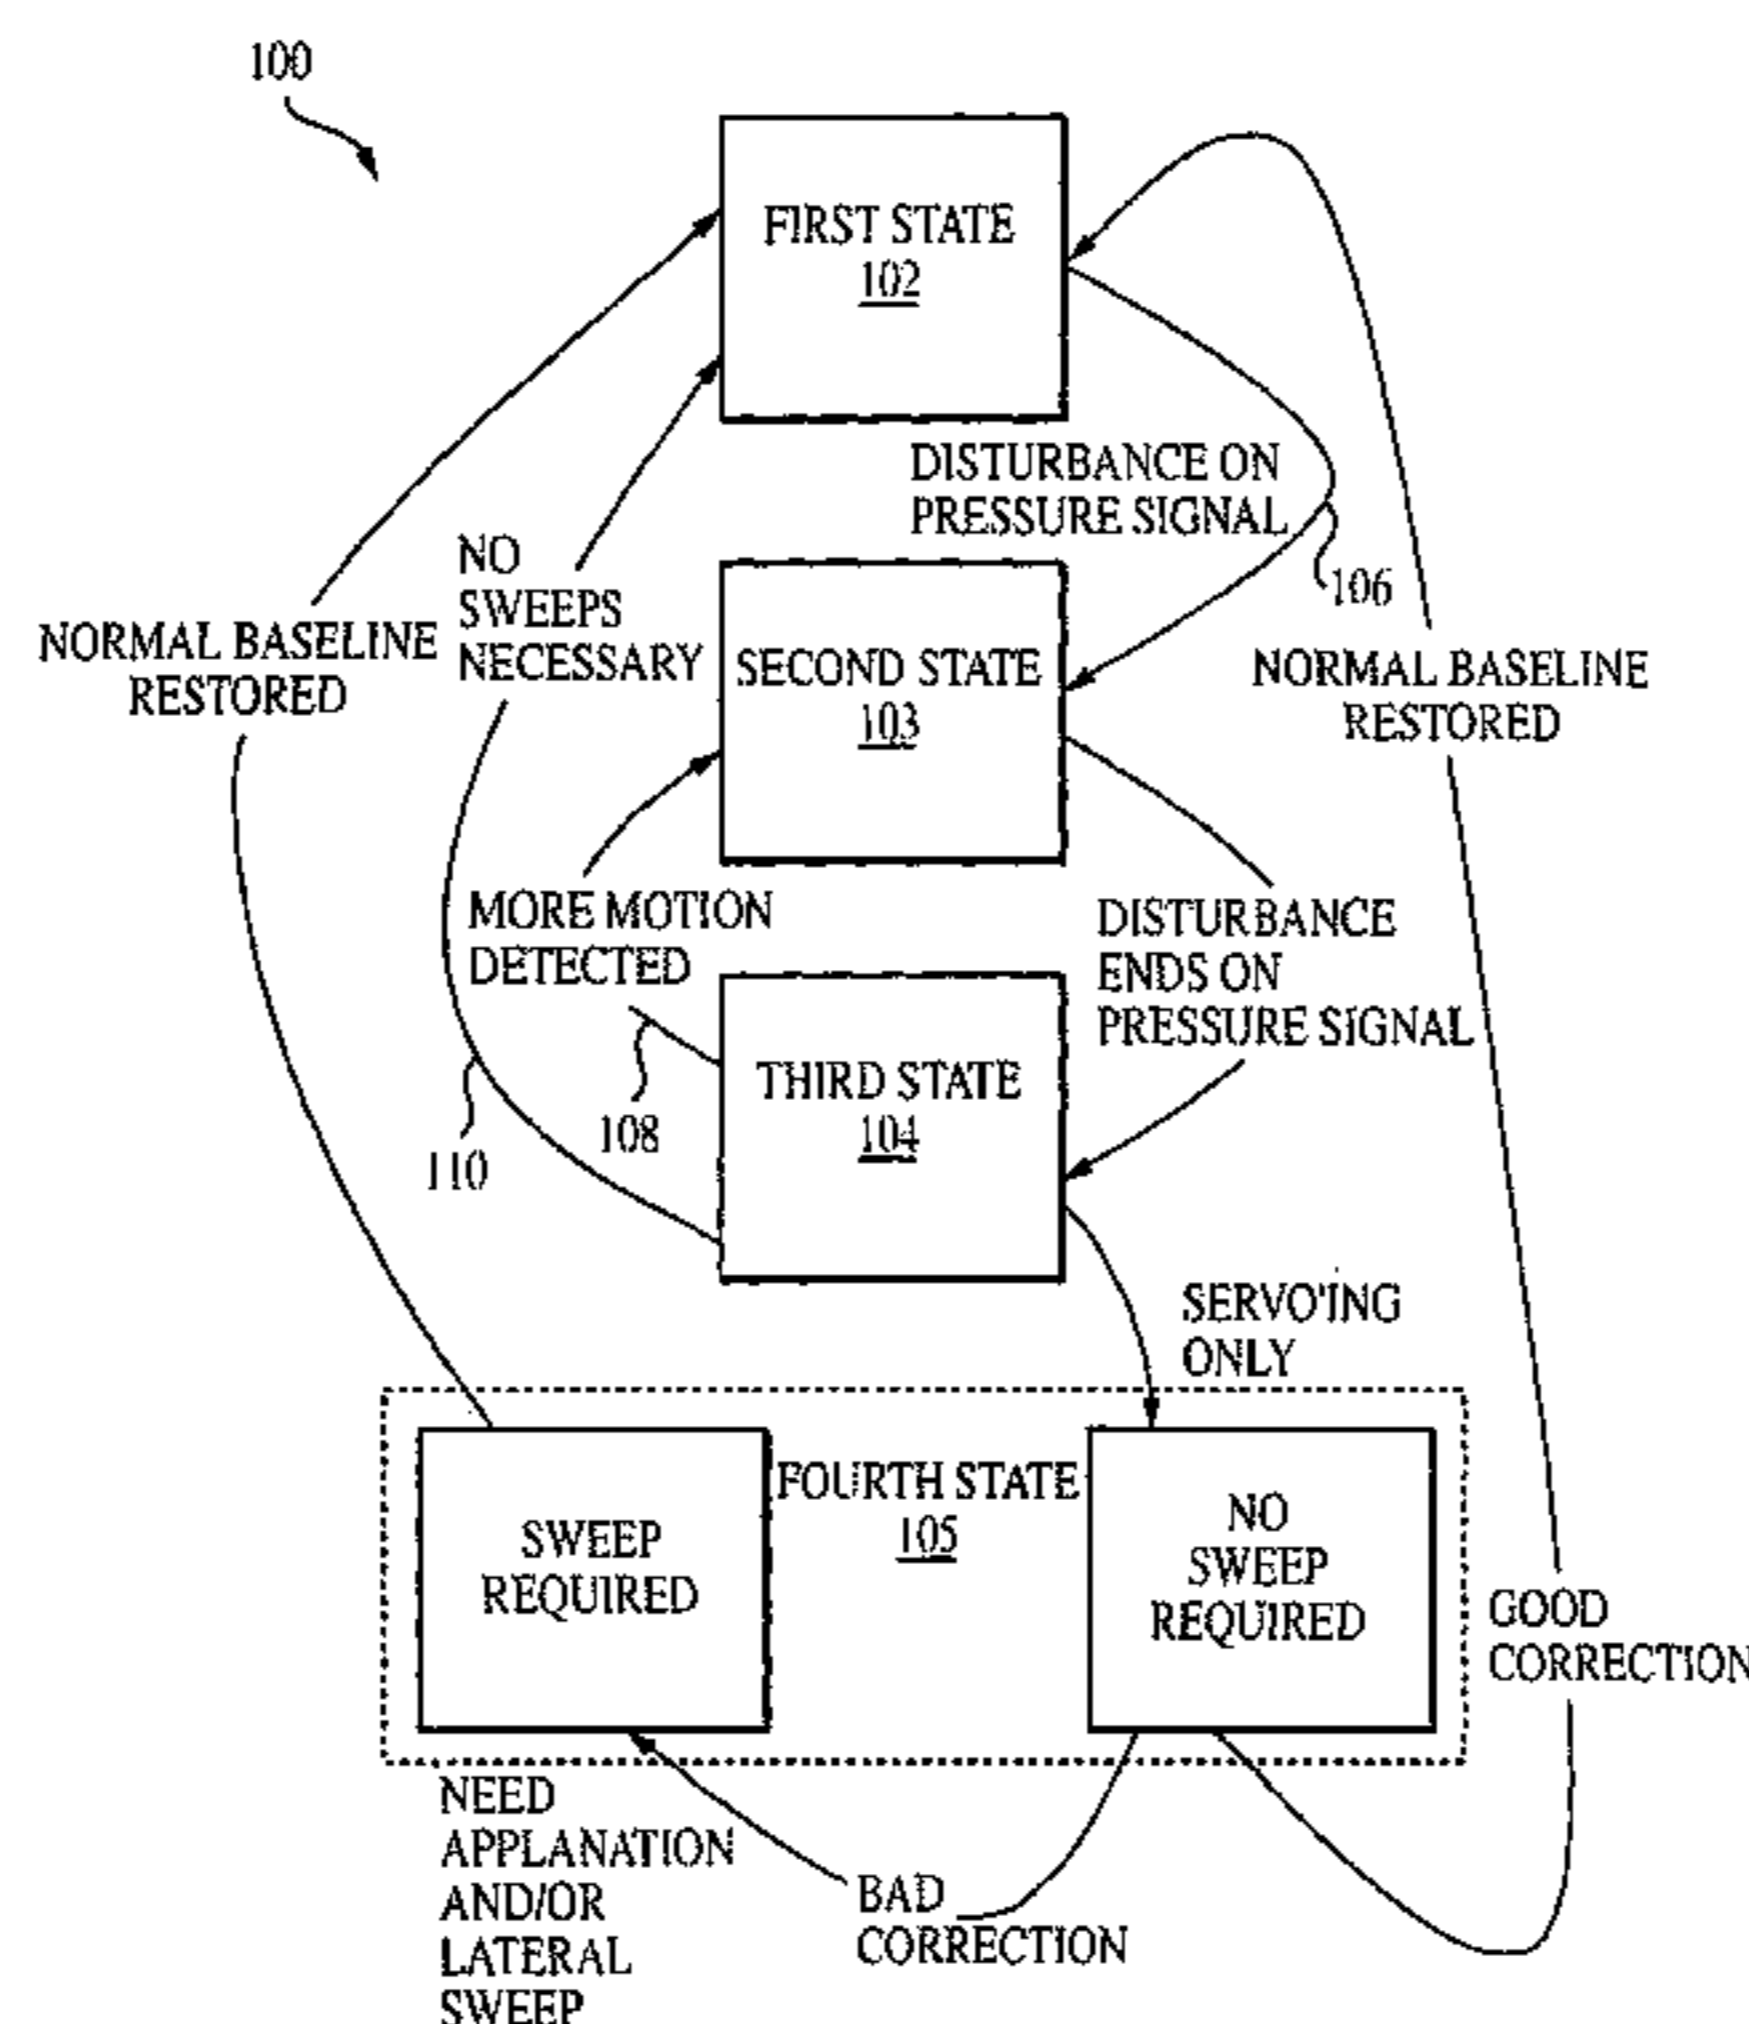 100
FIRST STATE
102
DISTURBANCE ON
PRESSURE SIGNAL
106
NO
SWEEPS
NECESSARY
NORMAL BASELINE
RESTORED
SECOND STATE
103
NORMAL BASELINE
RESTORED
MORE MOTION
DETECTED
DISTURBANCE
ENDS ON
PRESSURE SIGNAL
THIRD STATE
104
108
110
SERVO'ING
ONLY
FOURTH STATE
105
SWEEP
REQUIRED
NO
SWEEP
REQUIRED
GOOD
CORRECTION
NEED
APPLANATION
AND/OR
LATERAL
SWEEP
BAD
CORRECTION